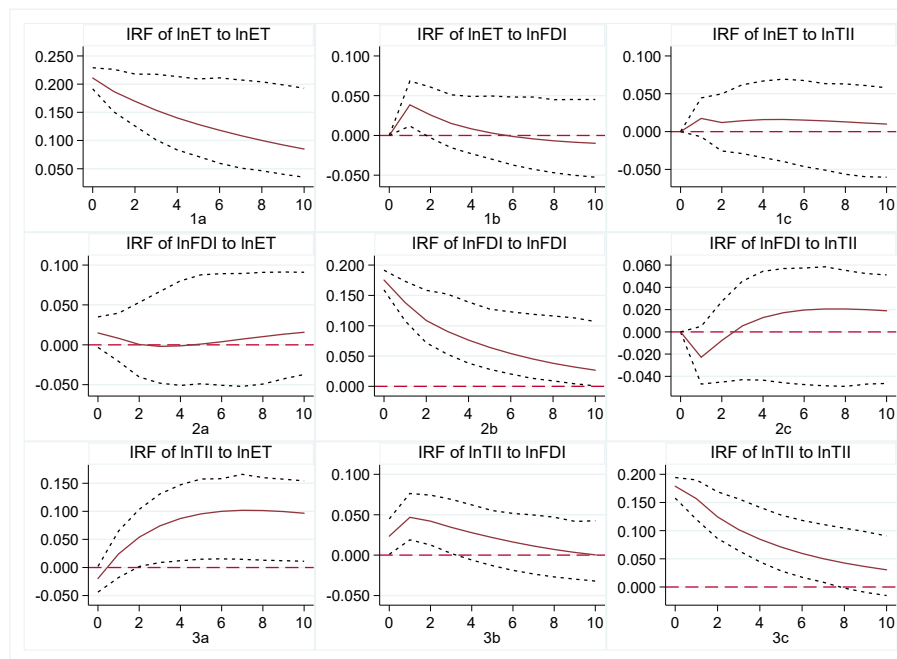 IRF of lnET to lnET
0.250
0.200
0.150
0.100
0.050
0 2 4 6 8 10
1a
IRF of lnET to lnFDI
0.100
0.050
0.000
-0.050
0 2 4 6 8 10
1b
IRF of lnET to lnTII
0.100
0.050
0.000
-0.050
0 2 4 6 8 10
1c
IRF of lnFDI to lnET
0.100
0.050
0.000
-0.050
0 2 4 6 8 10
2a
IRF of lnFDI to lnFDI
0.200
0.150
0.100
0.050
0.000
0 2 4 6 8 10
2b
IRF of lnFDI to lnTII
0.060
0.040
0.020
0.000
-0.020
-0.040
0 2 4 6 8 10
2c
IRF of lnTII to lnET
0.150
0.100
0.050
0.000
-0.050
0 2 4 6 8 10
3a
IRF of lnTII to lnFDI
0.100
0.050
0.000
-0.050
0 2 4 6 8 10
3b
IRF of lnTII to lnTII
0.200
0.150
0.100
0.050
0.000
0 2 4 6 8 10
3c